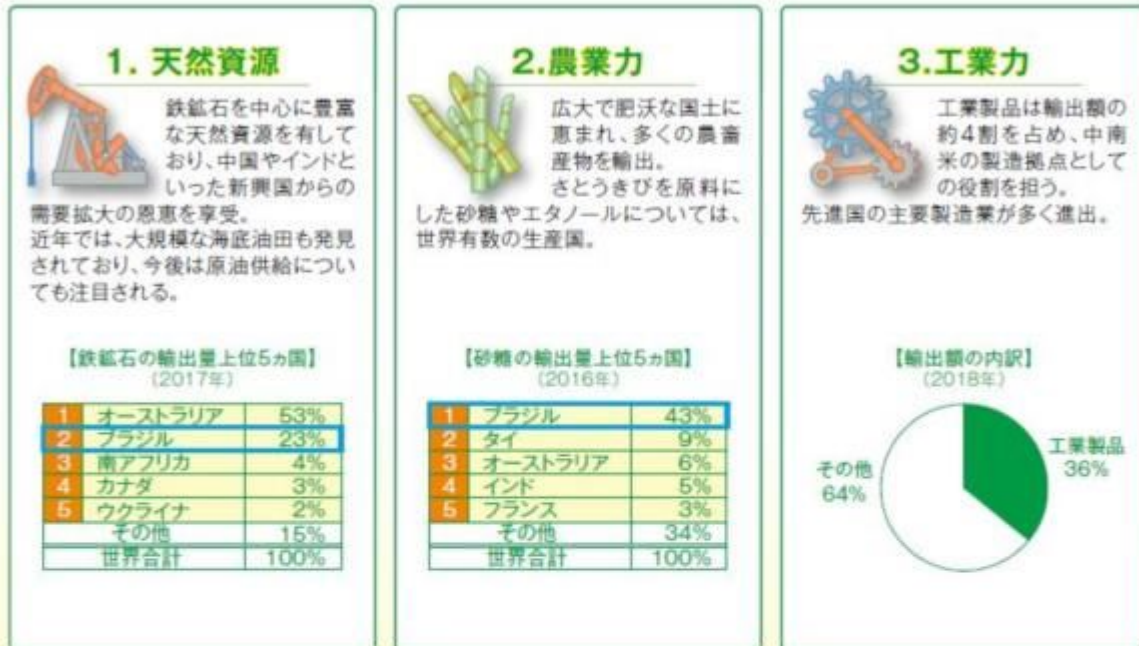 1. 天然資源
鉄鉱石を中心に豊富
な天然資源を有して
おり、中国やインドと
いった新興国からの
需要拡大の恩恵を享受。
近年では、大規模な海底油田も発見
されており、今後は原油供給につい
ても注目される。
【鉄鉱石の輸出量上位5ヵ国】
(2017年)
1 オーストラリア 53%
2 ブラジル 23%
3 南アフリカ 4%
4 カナダ 3%
5 ウクライナ 2%
その他 15%
世界合計 100%
2.農業力
広大で肥沃な国土に
恵まれ、多くの農畜
産物を輸出。
さとうきびを原料に
した砂糖やエタノールについては、
世界有数の生産国。
【砂糖の輸出量上位5ヵ国】
(2016年)
1 ブラジル 43%
2 タイ 9%
3 オーストラリア 6%
4 インド 5%
5 フランス 3%
その他 34%
世界合計 100%
3.工業力
工業製品は輸出額の
約4割を占め、中南
米の製造拠点として
の役割を担う。
先進国の主要製造業が多く進出。
【輸出額の内訳】
(2018年)
工業製品
36%
その他
64%